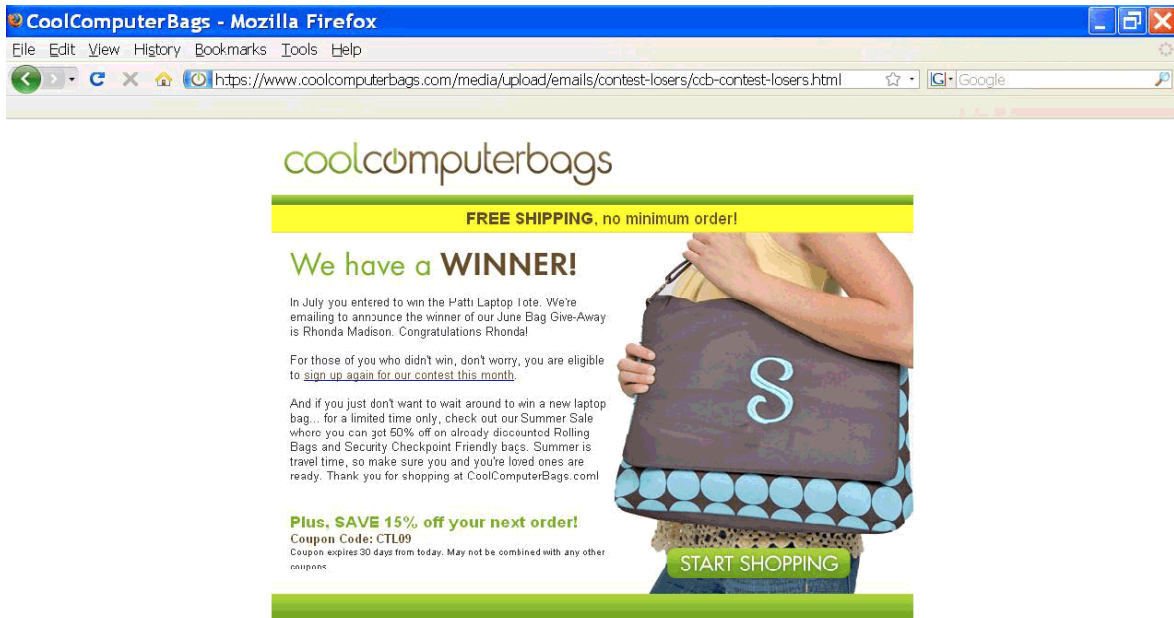 CoolComputerBags - Mozilla Firefox
File Edit View History Bookmarks Tools Help
https://www.coolcomputerbags.com/media/upload/emails/contest-losers/ccb-contest-losers.html
G Google
coolcomputerbags
FREE SHIPPING, no minimum order!
We have a WINNER!
In July you entered to win the Patti Laptop Tote. We're
emailing to announce the winner of our June Bag Give-Away
is Rhonda Madison. Congratulations Rhonda!
For those of you who didn't win, don't worry, you are eligible
to sign up again for our contest this month.
And if you just don't want to wait around to win a new laptop
bag... for a limited time only, check out our Summer Sale
where you can get 50% off on already discounted Rolling
Bags and Security Checkpoint Friendly bags. Summer is
travel time, so make sure you and you're loved ones are
ready. Thank you for shopping at CoolComputerBags.com!
Plus, SAVE 15% off your next order!
Coupon Code: CTL09
Coupon expires 30 days from today. May not be combined with any other
coupons
S
START SHOPPING